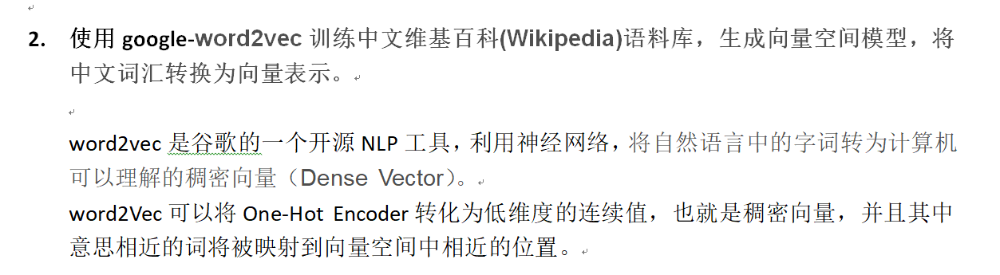 2. 使用 google-word2vec 训练中文维基百科(Wikipedia)语料库，生成向量空间模型，将
中文词汇转换为向量表示。
word2vec 是谷歌的一个开源 NLP 工具，利用神经网络，将自然语言中的字词转为计算机
可以理解的稠密向量（Dense Vector）。
word2Vec 可以将 One-Hot Encoder 转化为低维度的连续值，也就是稠密向量，并且其中
意思相近的词将被映射到向量空间中相近的位置。